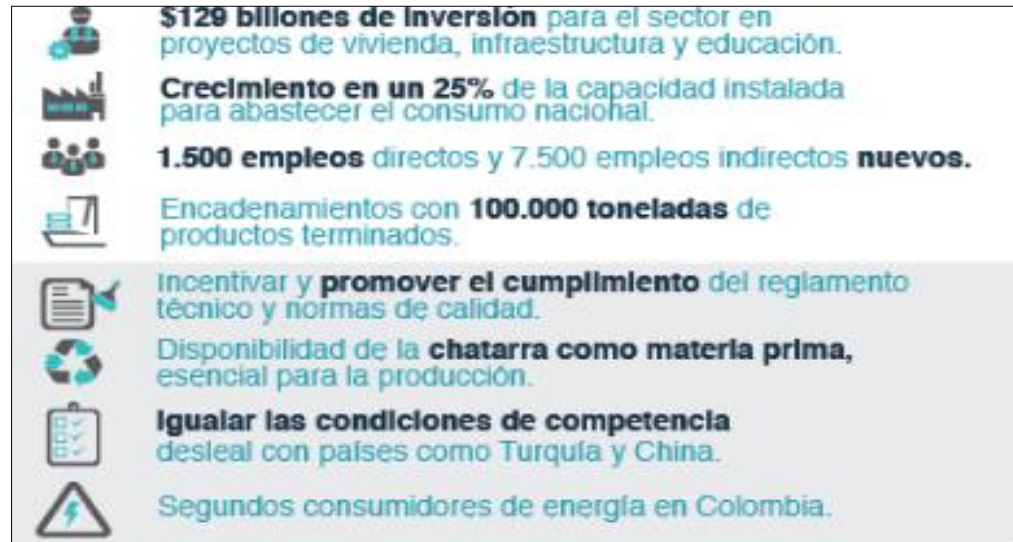 $129 billones de inversión para el sector en
proyectos de vivienda, infraestructura y educación.
Crecimiento en un 25% de la capacidad instalada
para abastecer el consumo nacional.
1.500 empleos directos y 7.500 empleos indirectos nuevos.
Encadenamientos con 100.000 toneladas de
productos terminados.
Incentivar y promover el cumplimiento del reglamento
técnico y normas de calidad.
Disponibilidad de la chatarra como materia prima,
esencial para la producción.
Igualar las condiciones de competencia
desleal con países como Turquía y China.
Segundos consumidores de energía en Colombia.